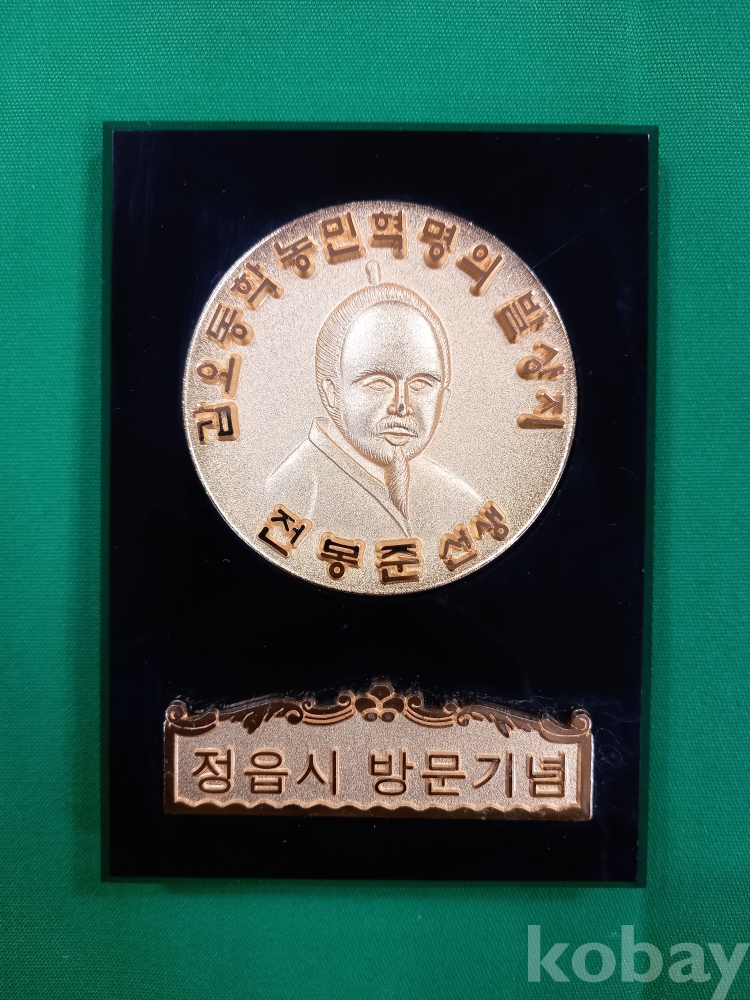 갑오동학농민혁명의 발상지
전봉준선생
정읍시 방문기념
kobay